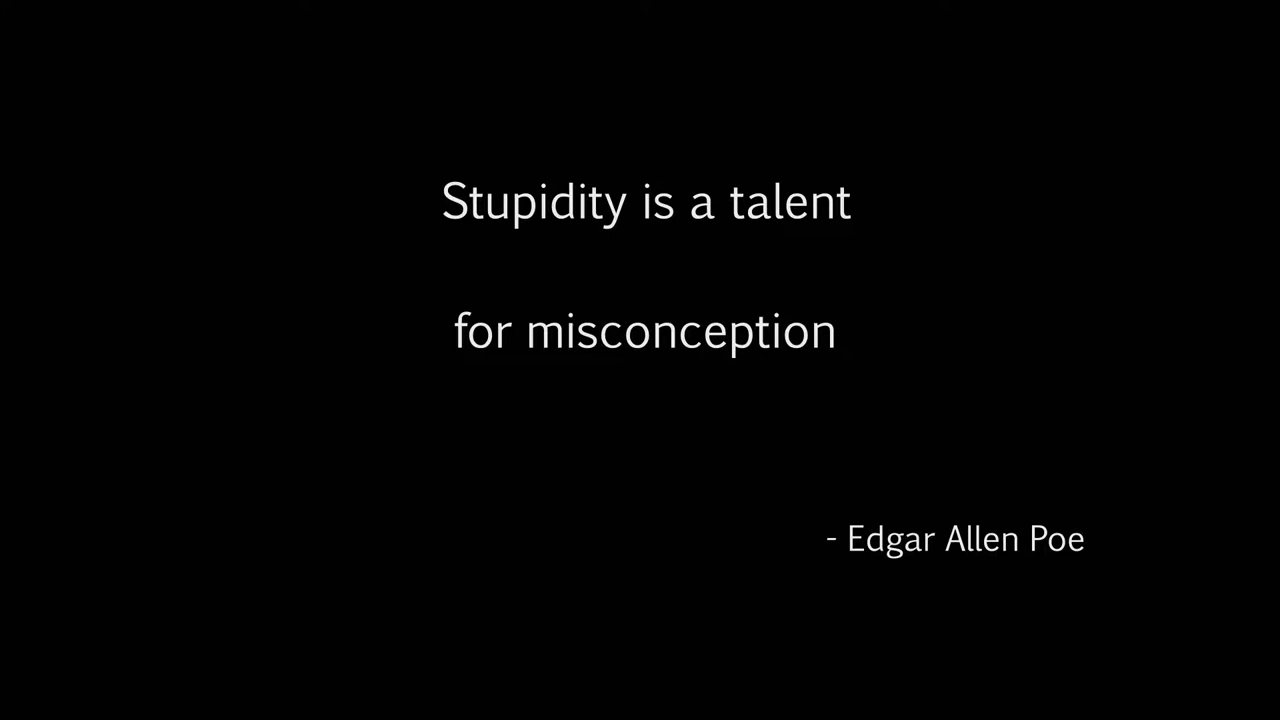 Stupidity is a talent
for misconception
- Edgar Allen Poe